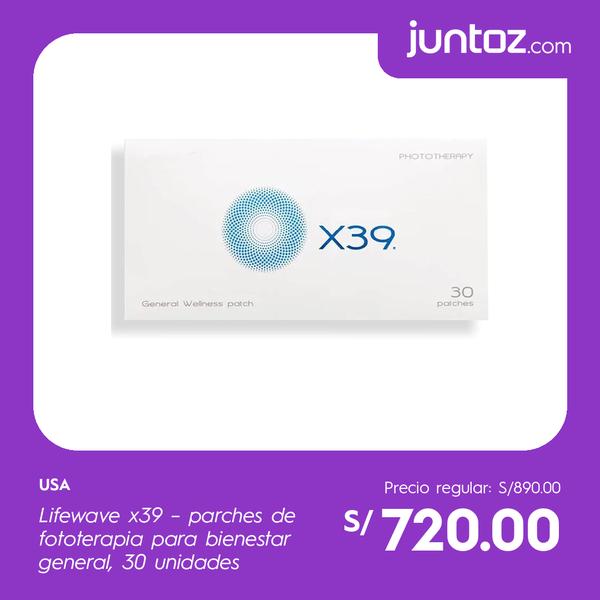 juntoz.com
PHOTOTHERAPY
X39.
General Wellness patch
30
patches
USA
Lifewave x39 – parches de
fototerapia para bienestar
general, 30 unidades
Precio regular: S/890.00
S/720.00